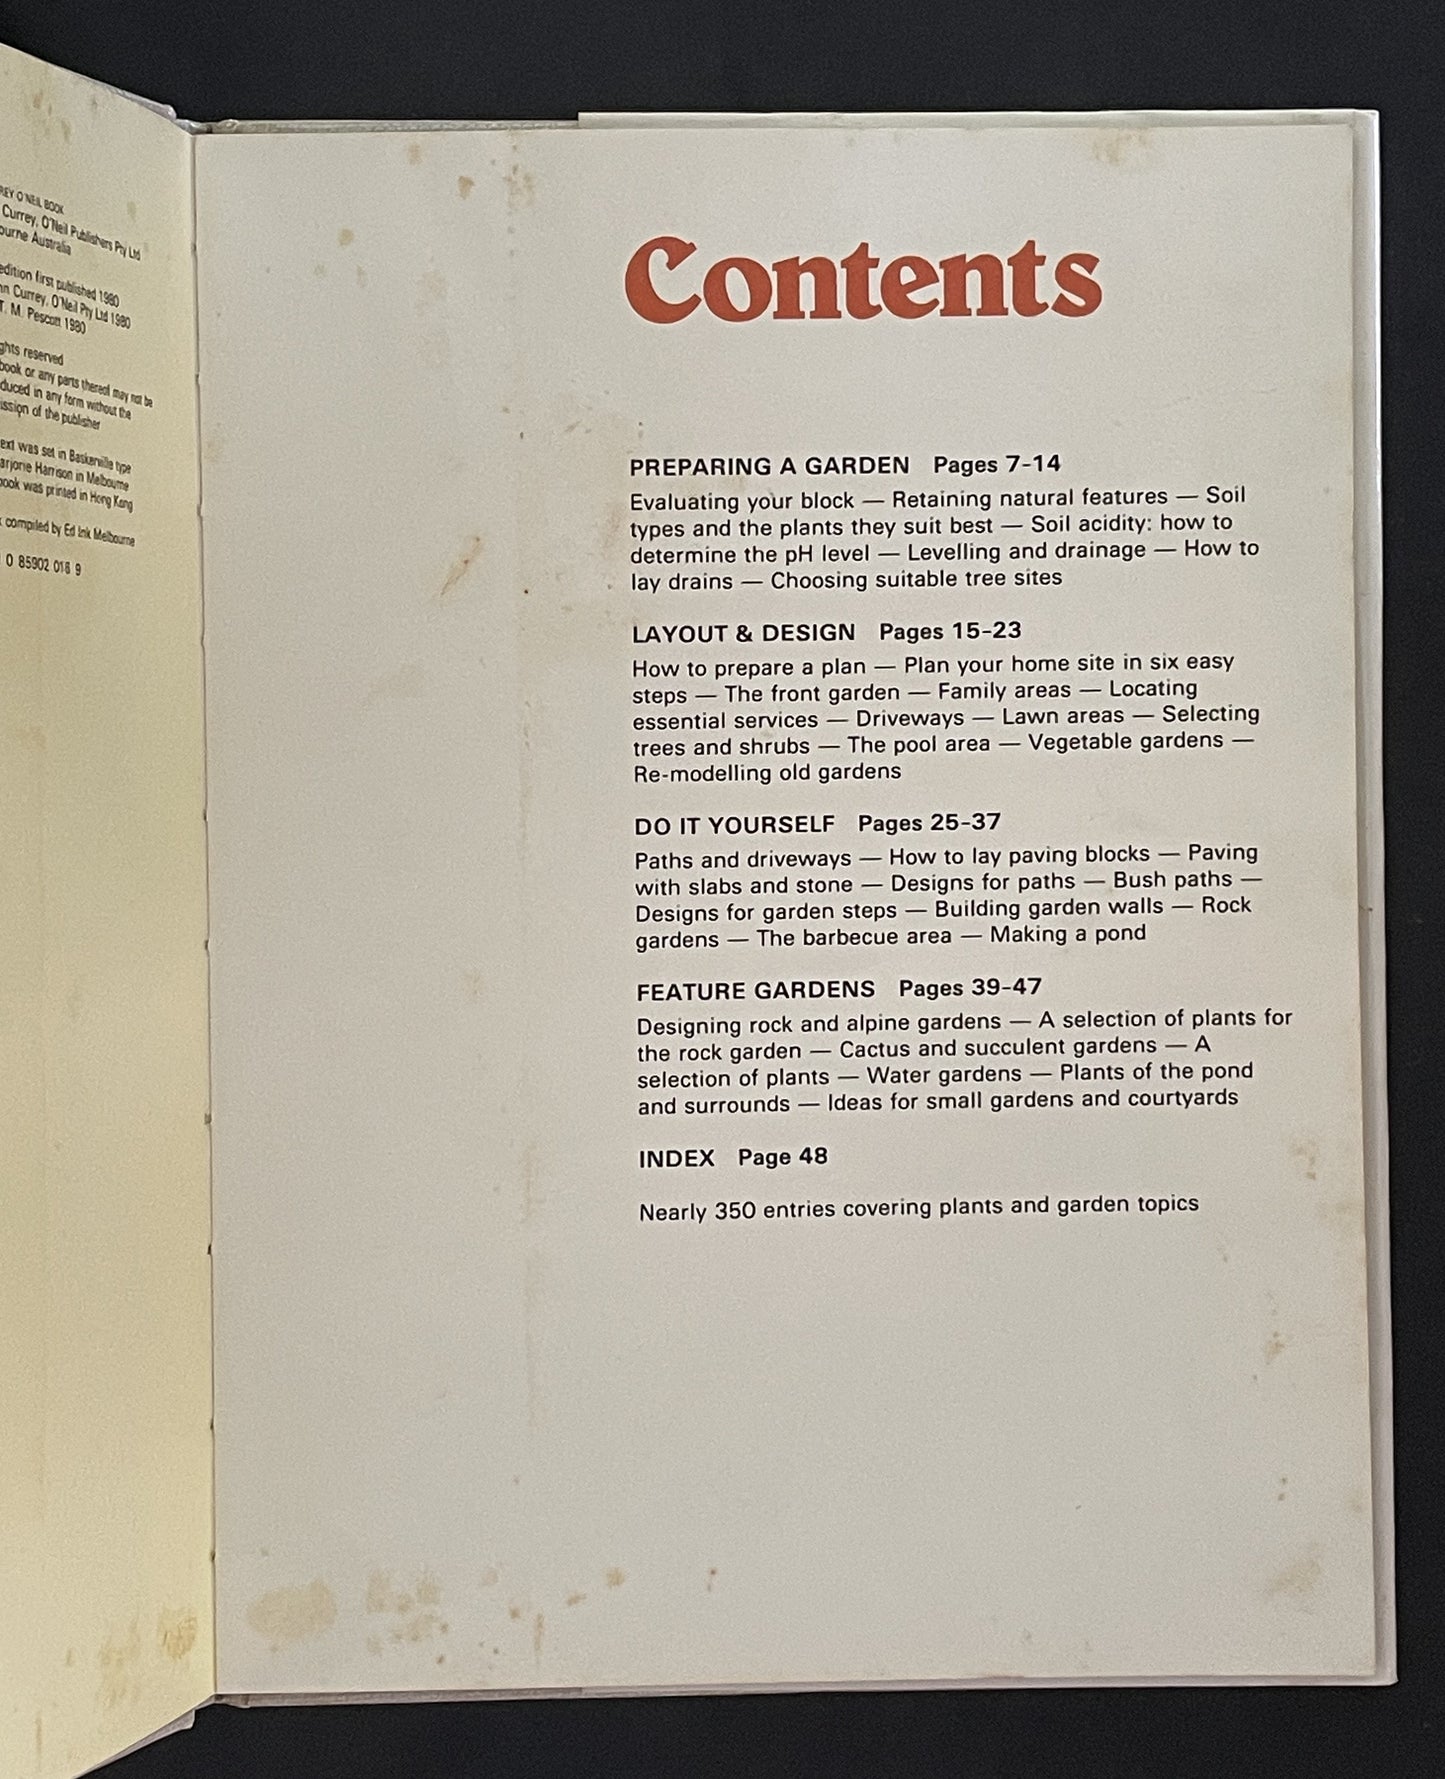 O'NEIL BOOK
Currey, O'Neil Publishers Pty Ltd
Australia
edition first published 1980
Currey, O'Neil Pty Ltd 1980
T. M. Pescott 1980
reserved
book or any parts thereof may not be
in any form without the
of the publisher
was set in Baskerville type
Harrison in Melbourne
book was printed in Hong Kong
compiled by Ed Ink Melbourne
0 85902 018 9
Contents
PREPARING A GARDEN Pages 7-14
Evaluating your block — Retaining natural features — Soil
types and the plants they suit best — Soil acidity: how to
determine the pH level — Levelling and drainage — How to
lay drains — Choosing suitable tree sites
LAYOUT & DESIGN Pages 15-23
How to prepare a plan — Plan your home site in six easy
steps — The front garden — Family areas — Locating
essential services — Driveways — Lawn areas — Selecting
trees and shrubs — The pool area — Vegetable gardens —
Re-modelling old gardens
DO IT YOURSELF Pages 25-37
Paths and driveways — How to lay paving blocks — Paving
with slabs and stone — Designs for paths — Bush paths —
Designs for garden steps — Building garden walls — Rock
gardens — The barbecue area — Making a pond
FEATURE GARDENS Pages 39-47
Designing rock and alpine gardens — A selection of plants for
the rock garden — Cactus and succulent gardens — A
selection of plants — Water gardens — Plants of the pond
and surrounds — Ideas for small gardens and courtyards
INDEX Page 48
Nearly 350 entries covering plants and garden topics